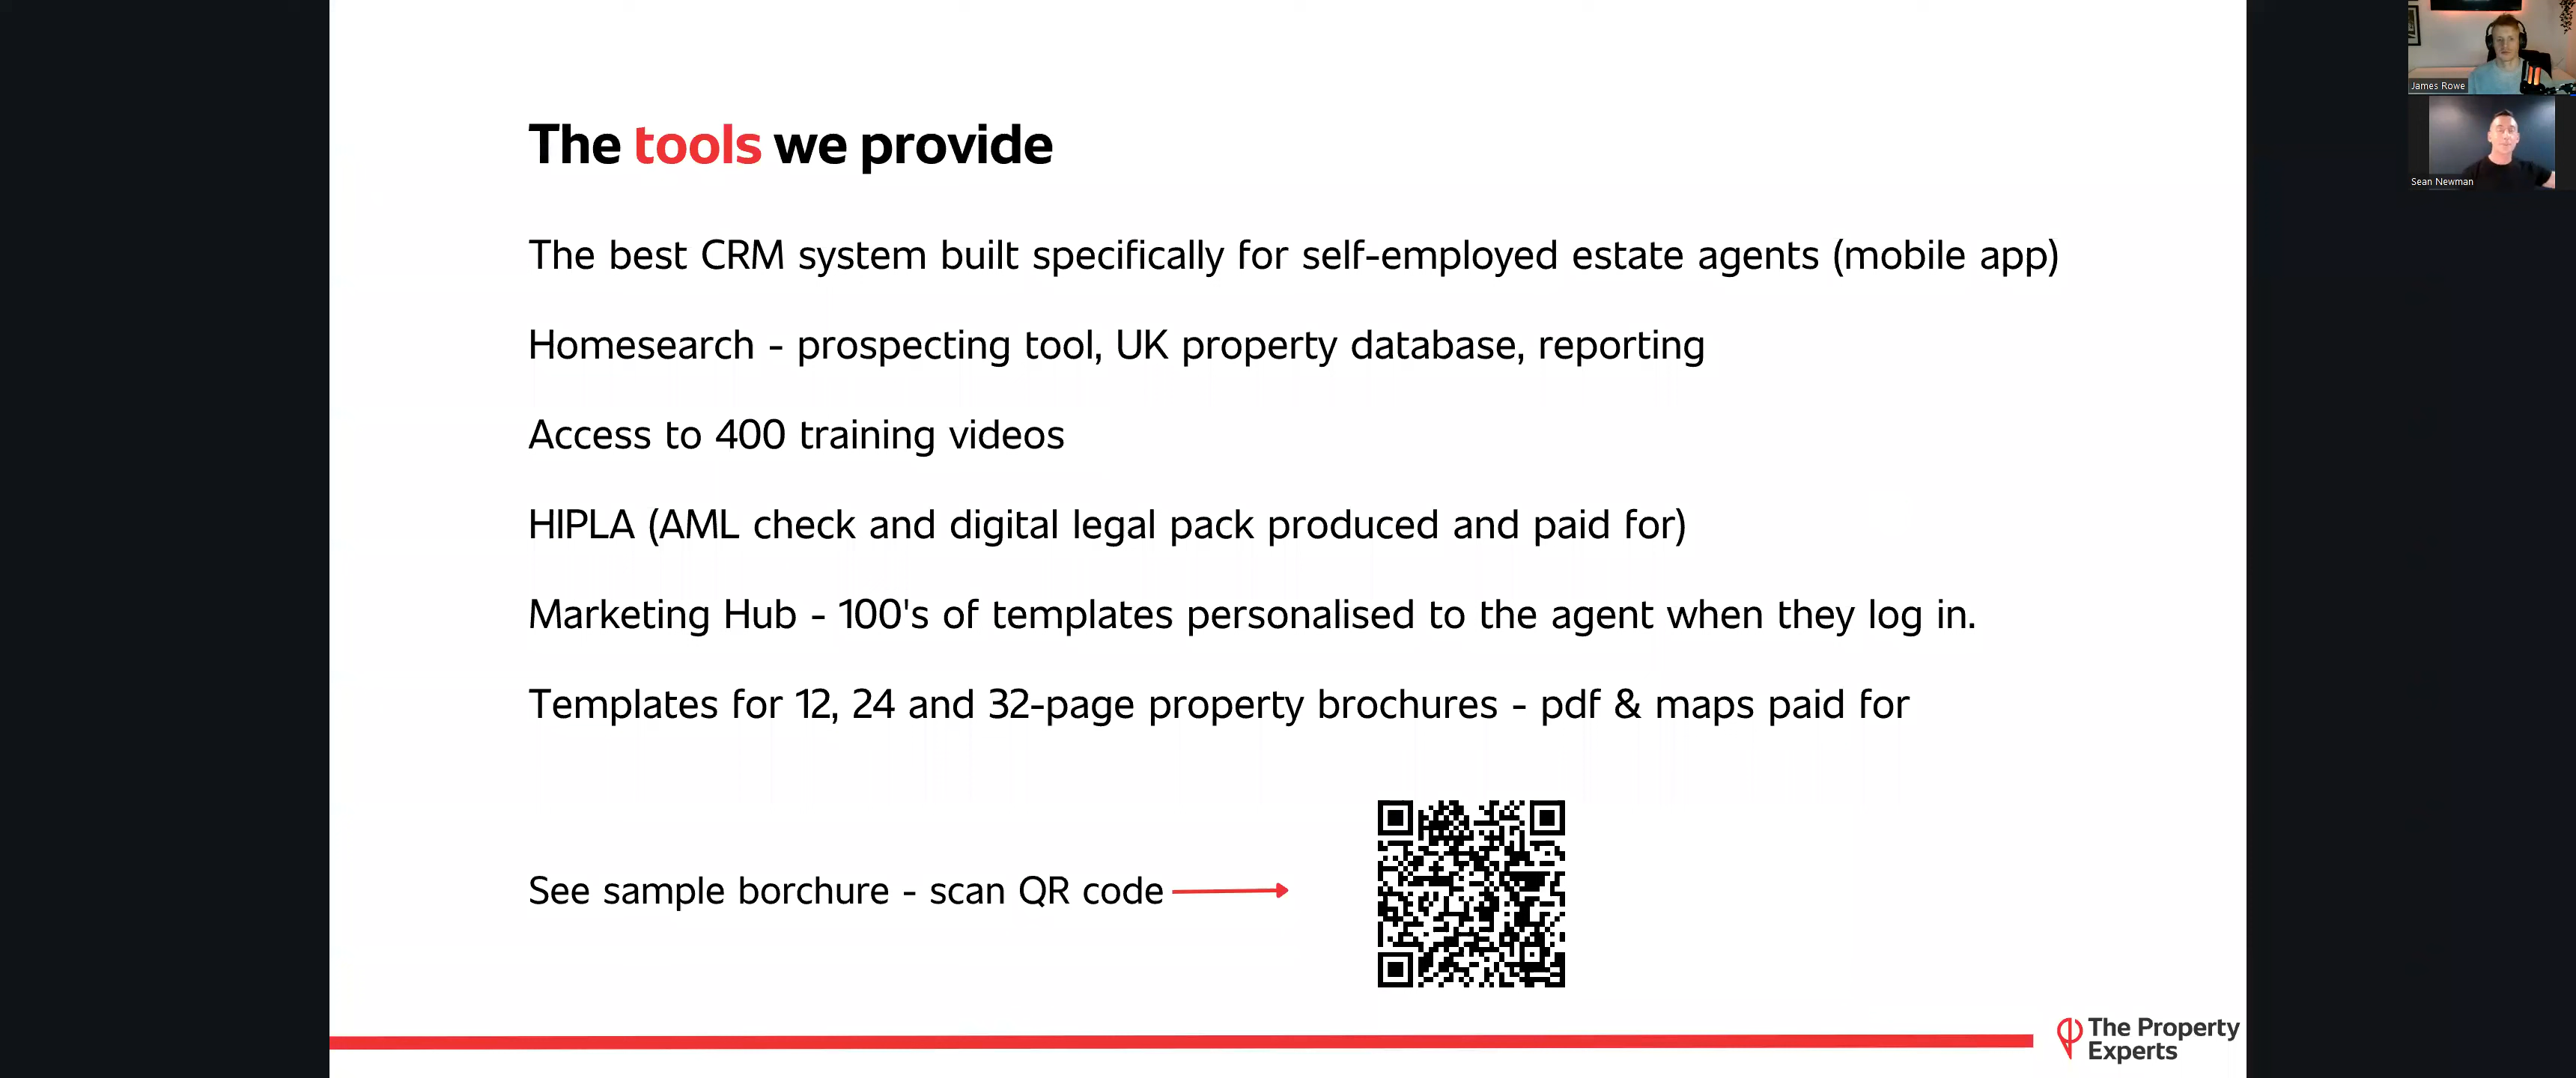 The tools we provide
The best CRM system built specifically for self-employed estate agents (mobile app)
Homesearch - prospecting tool, UK property database, reporting
Access to 400 training videos
HIPLA (AML check and digital legal pack produced and paid for)
Marketing Hub - 100's of templates personalised to the agent when they log in.
Templates for 12, 24 and 32-page property brochures - pdf & maps paid for
See sample borchure - scan QR code
The Property
Experts
James Rowe
Sean Newman